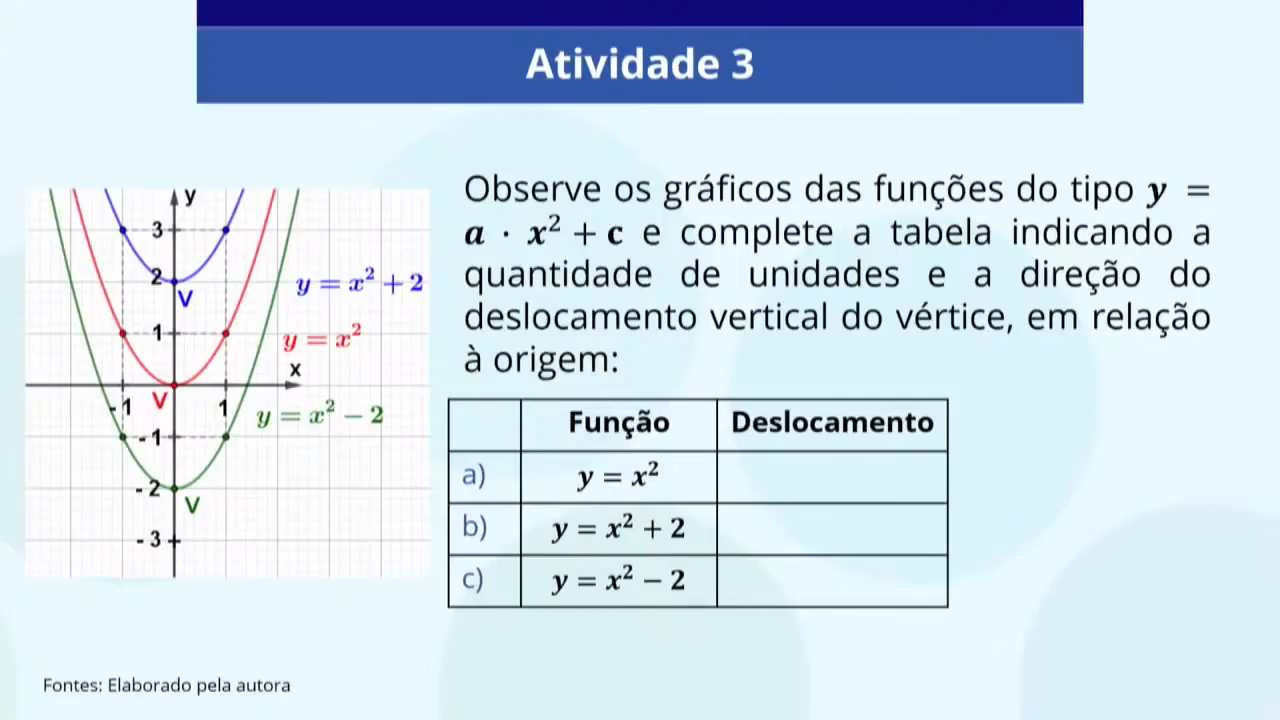 Atividade 3
Observe os gráficos das funções do tipo y =
a · x² + c e complete a tabela indicando a
quantidade de unidades e a direção do
deslocamento vertical do vértice, em relação
à origem:
y
3
2
V
y = x² + 2
1
y = x²
x
-1
V
1
y = x² − 2
- 1
- 2
V
- 3
Função Deslocamento
a) y = x²
b) y = x² + 2
c) y = x² − 2
Fontes: Elaborado pela autora